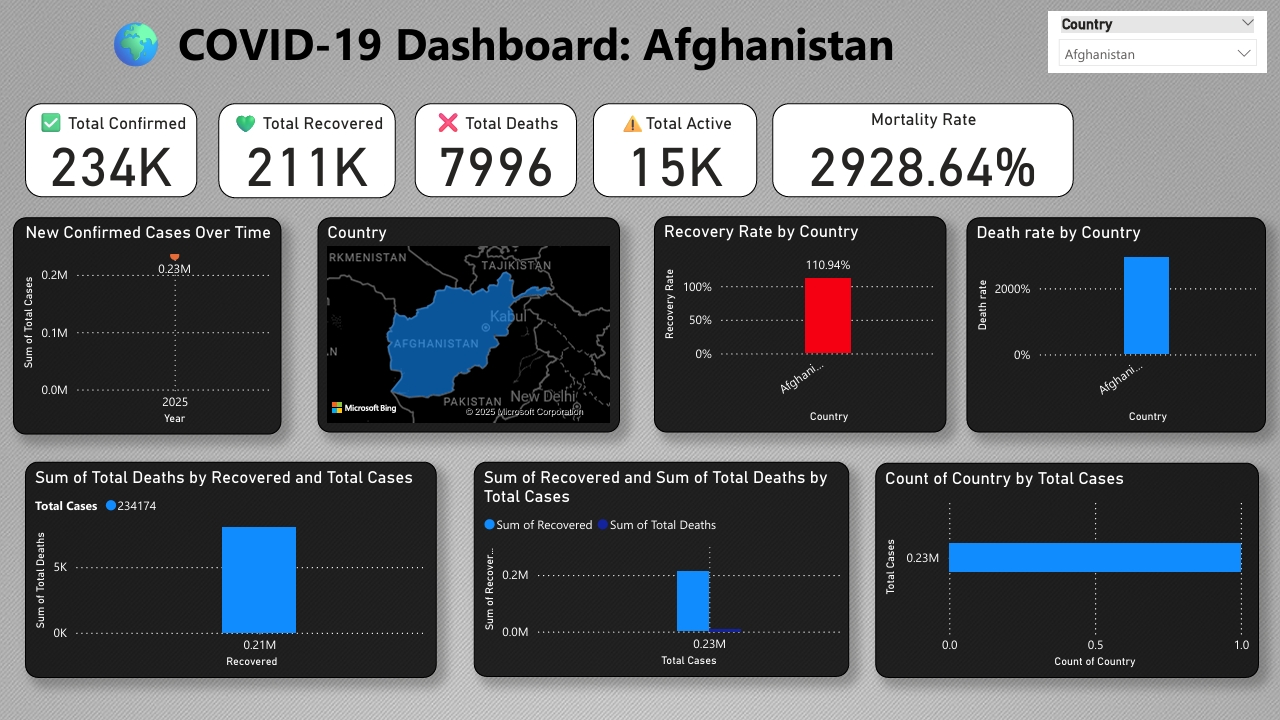 COVID-19 Dashboard: Afghanistan
Country
Afghanistan
Total Confirmed
234K
Total Recovered
211K
Total Deaths
7996
Total Active
15K
Mortality Rate
2928.64%
New Confirmed Cases Over Time
Sum of Total Cases
0.2M
0.1M
0.0M
0.23M
2025
Year
Country
RKMENISTAN
TAJIKISTAN
Kabul
AFGHANISTAN
N
PAKISTAN
New Delhi
Microsoft Bing
© 2025 Microsoft Corporation
Recovery Rate by Country
Recovery Rate
110.94%
100%
50%
0%
Afghani...
Country
Death rate by Country
Death rate
2000%
0%
Afghani...
Country
Sum of Total Deaths by Recovered and Total Cases
Total Cases 234174
Sum of Total Deaths
5K
0K
0.21M
Recovered
Sum of Recovered and Sum of Total Deaths by
Total Cases
Sum of Recovered Sum of Total Deaths
Sum of Recover...
0.2M
0.0M
0.23M
Total Cases
Count of Country by Total Cases
Total Cases
0.23M
0.0 0.5 1.0
Count of Country